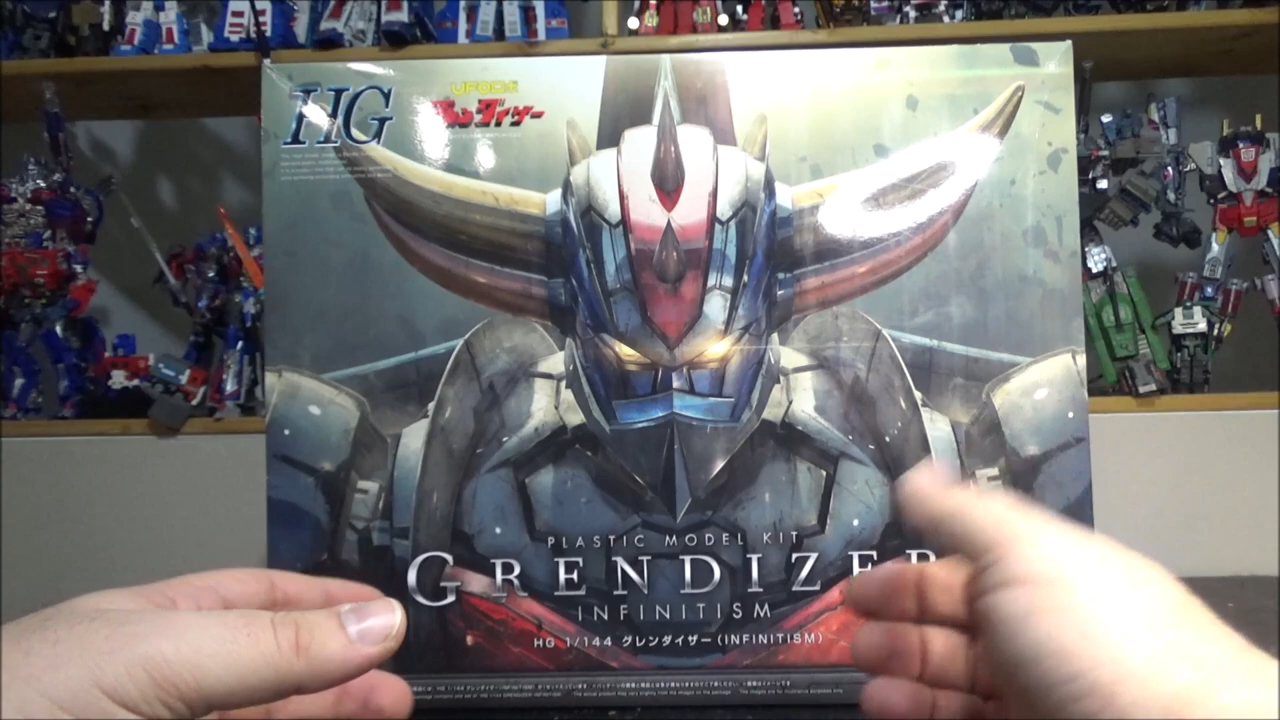 HG
UFOロボ
グレンダイザー
PLASTIC MODEL KIT
GRENDIZER
INFINITISM
HG 1/144 グレンダイザー(INFINITISM)